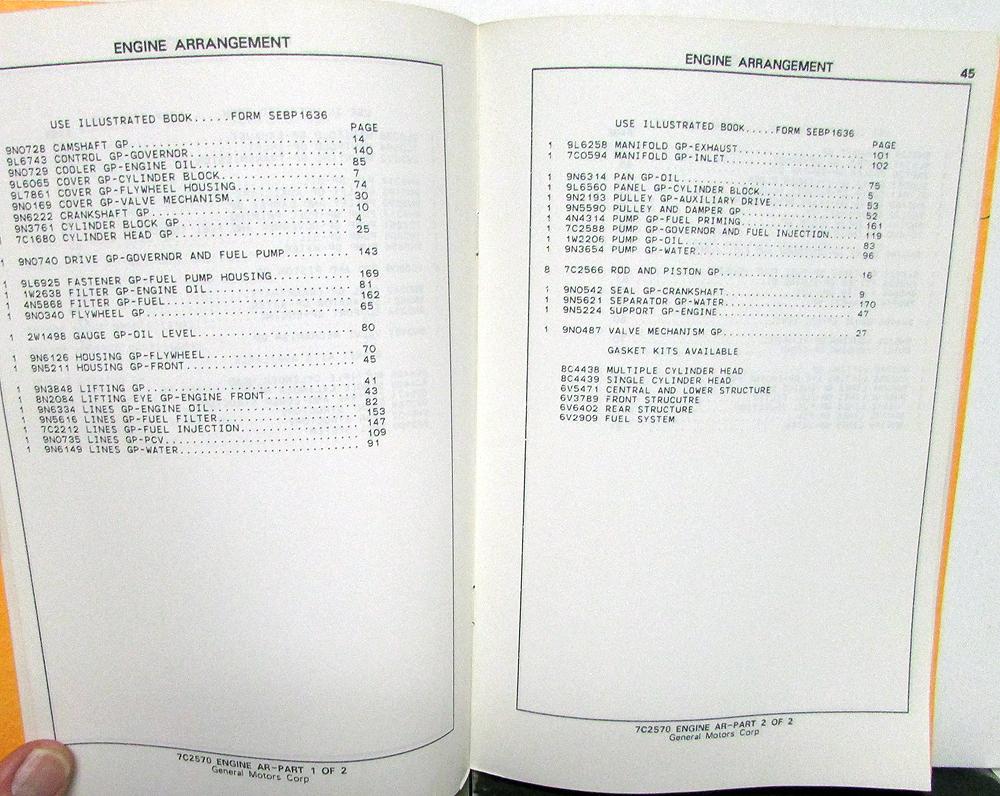 ENGINE ARRANGEMENT
USE ILLUSTRATED BOOK.....FORM SEBP1636
PAGE
9N0728 CAMSHAFT GP 14
9L6743 CONTROL GP-GOVERNOR 140
9N0729 COOLER GP-ENGINE OIL 85
9L6065 COVER GP-CYLINDER BLOCK 7
9L7861 COVER GP-FLYWHEEL HOUSING 74
9N0169 COVER GP-VALVE MECHANISM 30
9N6222 CRANKSHAFT GP 10
9N3761 CYLINDER BLOCK GP 4
7C1680 CYLINDER HEAD GP 25
1 9N0740 DRIVE GP-GOVERNOR AND FUEL PUMP 143
1 9L6925 FASTENER GP-FUEL PUMP HOUSING 169
1 1W2638 FILTER GP-ENGINE OIL 81
1 4N5868 FILTER GP-FUEL 162
1 9N0340 FLYWHEEL GP 65
1 2W1498 GAUGE GP-OIL LEVEL 80
1 9N6126 HOUSING GP-FLYWHEEL 70
1 9N5211 HOUSING GP-FRONT 45
1 9N3848 LIFTING GP 41
1 8N2084 LIFTING EYE GP-ENGINE FRONT 43
1 9N6334 LINES GP-ENGINE OIL 82
1 9N5616 LINES GP-FUEL FILTER 153
1 7C2212 LINES GP-FUEL INJECTION 147
1 9N0735 LINES GP-PCV 109
1 9N6149 LINES GP-WATER 91
7C2570 ENGINE AR-PART 1 OF 2
General Motors Corp
ENGINE ARRANGEMENT
45
USE ILLUSTRATED BOOK.....FORM SEBP1636
PAGE
1 9L6258 MANIFOLD GP-EXHAUST 101
1 7C0594 MANIFOLD GP-INLET 102
1 9N6314 PAN GP-OIL 75
1 9L6560 PANEL GP-CYLINDER BLOCK 5
1 9N2193 PULLEY GP-AUXILIARY DRIVE 53
1 9N5590 PULLEY AND DAMPER GP 52
1 4N4314 PUMP GP-FUEL PRIMING 161
1 7C2588 PUMP GP-GOVERNOR AND FUEL INJECTION 119
1 1W2206 PUMP GP-OIL 83
1 9N3654 PUMP GP-WATER 96
8 7C2566 ROD AND PISTON GP 16
1 9N0542 SEAL GP-CRANKSHAFT 9
1 9N5621 SEPARATOR GP-WATER 170
1 9N5224 SUPPORT GP-ENGINE 47
1 9N0487 VALVE MECHANISM GP 27
GASKET KITS AVAILABLE
8C4438 MULTIPLE CYLINDER HEAD
8C4439 SINGLE CYLINDER HEAD
6V5471 CENTRAL AND LOWER STRUCTURE
6V3789 FRONT STRUCUTRE
6V6402 REAR STRUCTURE
6V2909 FUEL SYSTEM
7C2570 ENGINE AR-PART 2 OF 2
General Motors Corp